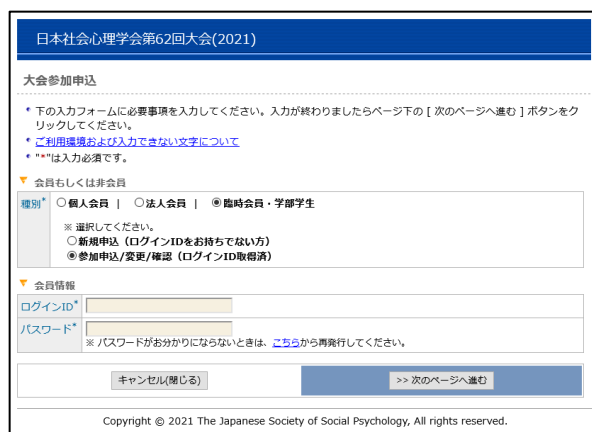 日本社会心理学会第62回大会(2021)
大会参加申込
下の入力フォームに必要事項を入力してください。入力が終わりましたらページ下の [ 次のページへ進む ] ボタンをク
リックしてください。
ご利用環境および入力できない文字について
"*"は入力必須です。
会員もしくは非会員
種別* ○個人会員 | ○法人会員 | ◉臨時会員・学部学生
※ 選択してください。
○新規申込(ログインIDをお持ちでない方)
◉参加申込/変更/確認(ログインID取得済)
会員情報
ログインID*
パスワード*
※ パスワードがお分かりにならないときは、こちらから再発行してください。
キャンセル(閉じる) >> 次のページへ進む
Copyright © 2021 The Japanese Society of Social Psychology, All rights reserved.